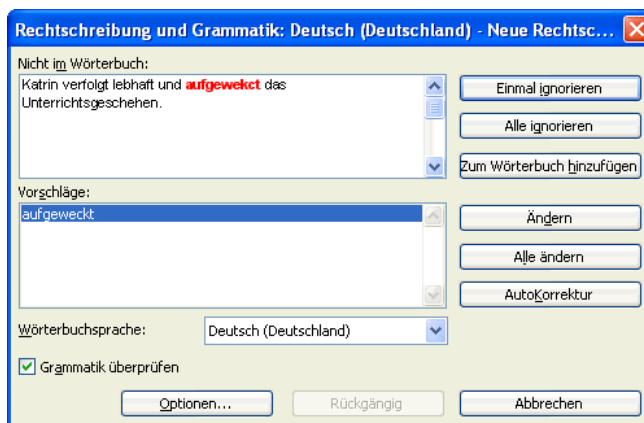 Rechtschreibung und Grammatik: Deutsch (Deutschland) - Neue Rechtsc...
Nicht im Wörterbuch:
Katrin verfolgt lebhaft und aufgewekct das
Unterrichtsgeschehen.
Einmal ignorieren
Alle ignorieren
Zum Wörterbuch hinzufügen
Vorschläge:
aufgeweckt
Ändern
Alle ändern
AutoKorrektur
Wörterbuchsprache:
Deutsch (Deutschland)
Grammatik überprüfen
Optionen...
Rückgängig
Abbrechen